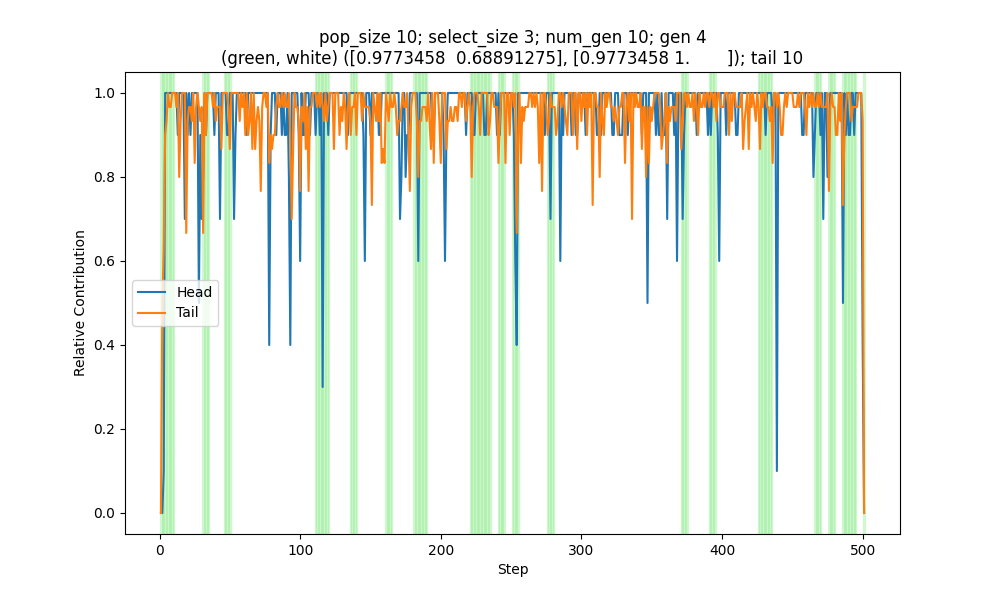 pop_size 10; select_size 3; num_gen 10; gen 4
(green, white) ([0.9773458  0.68891275], [0.9773458 1.        ]); tail 10
1.0
0.8
0.6
0.4
0.2
0.0
Relative Contribution
Head
Tail
0
100
200
300
400
500
Step